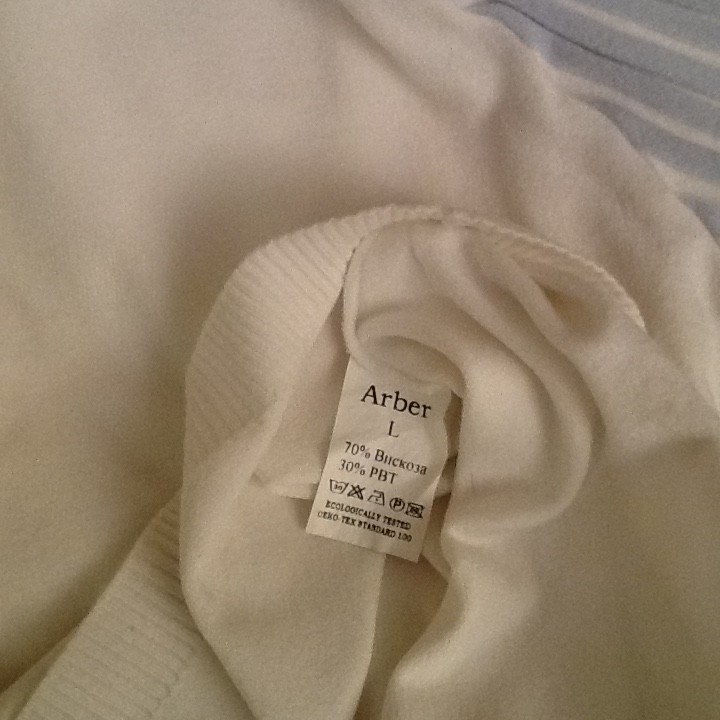 Arber
L
70% Вискоза
30% PBT
ECOLOGICALLY TESTED
OEKO-TEX STANDARD 100